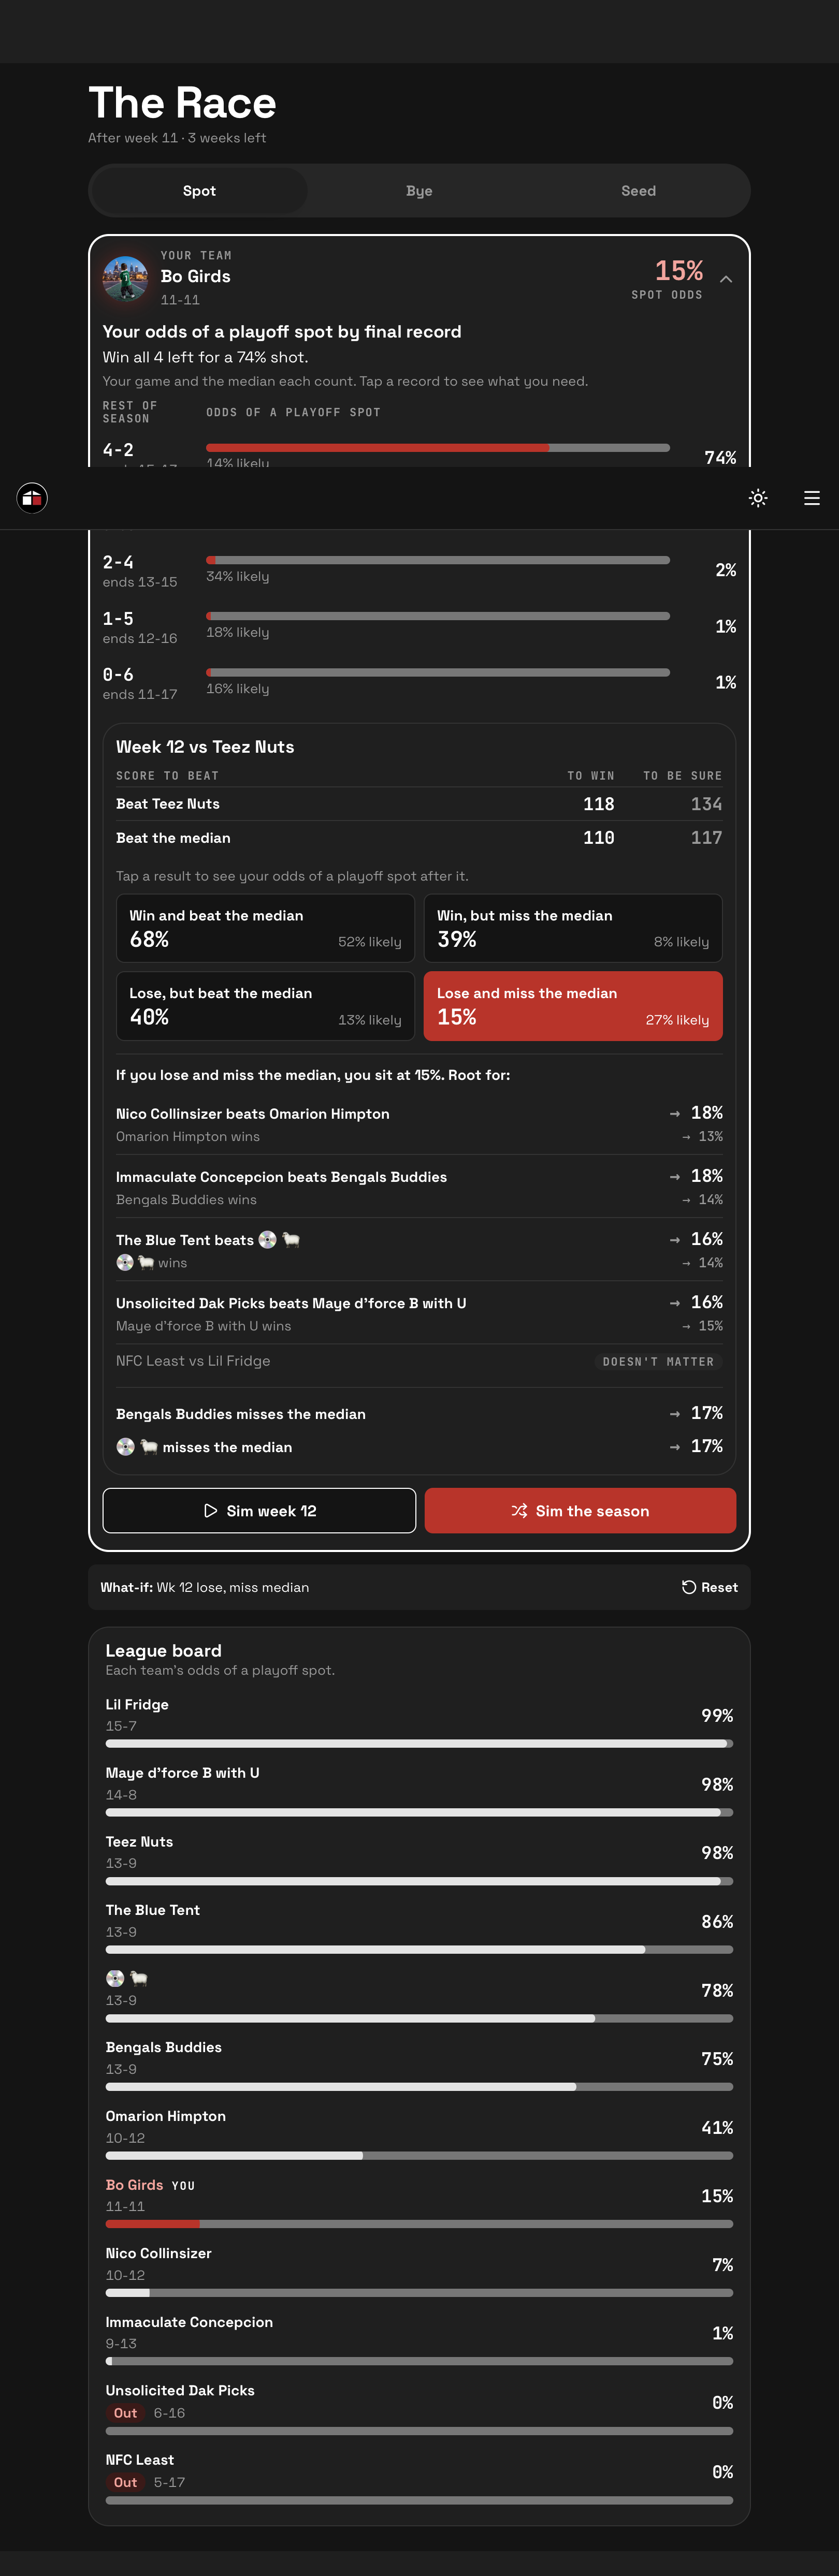 The Race
After week 11 · 3 weeks left
Spot
Bye
Seed
YOUR TEAM
Bo Girds
11-11
15%
SPOT ODDS
Your odds of a playoff spot by final record
Win all 4 left for a 74% shot.
Your game and the median each count. Tap a record to see what you need.
REST OF SEASON
ODDS OF A PLAYOFF SPOT
4-2
14% likely
74%
2-4
ends 13-15
34% likely
2%
1-5
ends 12-16
18% likely
1%
0-6
ends 11-17
16% likely
1%
Week 12 vs Teez Nuts
SCORE TO BEAT
TO WIN
TO BE SURE
Beat Teez Nuts
118
134
Beat the median
110
117
Tap a result to see your odds of a playoff spot after it.
Win and beat the median
68%
52% likely
Win, but miss the median
39%
8% likely
Lose, but beat the median
40%
13% likely
Lose and miss the median
15%
27% likely
If you lose and miss the median, you sit at 15%. Root for:
Nico Collinsizer beats Omarion Himpton
→ 18%
Omarion Himpton wins
→ 13%
Immaculate Concepcion beats Bengals Buddies
→ 18%
Bengals Buddies wins
→ 14%
The Blue Tent beats 💿 🐑
→ 16%
💿 🐑 wins
→ 14%
Unsolicited Dak Picks beats Maye d'force B with U
→ 16%
Maye d'force B with U wins
→ 15%
NFC Least vs Lil Fridge
DOESN'T MATTER
Bengals Buddies misses the median
→ 17%
💿 🐑 misses the median
→ 17%
Sim week 12
Sim the season
What-if: Wk 12 lose, miss median
Reset
League board
Each team's odds of a playoff spot.
Lil Fridge
15-7
99%
Maye d'force B with U
14-8
98%
Teez Nuts
13-9
98%
The Blue Tent
13-9
86%
💿 🐑
13-9
78%
Bengals Buddies
13-9
75%
Omarion Himpton
10-12
41%
Bo Girds YOU
11-11
15%
Nico Collinsizer
10-12
7%
Immaculate Concepcion
9-13
1%
Unsolicited Dak Picks
Out 6-16
0%
NFC Least
Out 5-17
0%